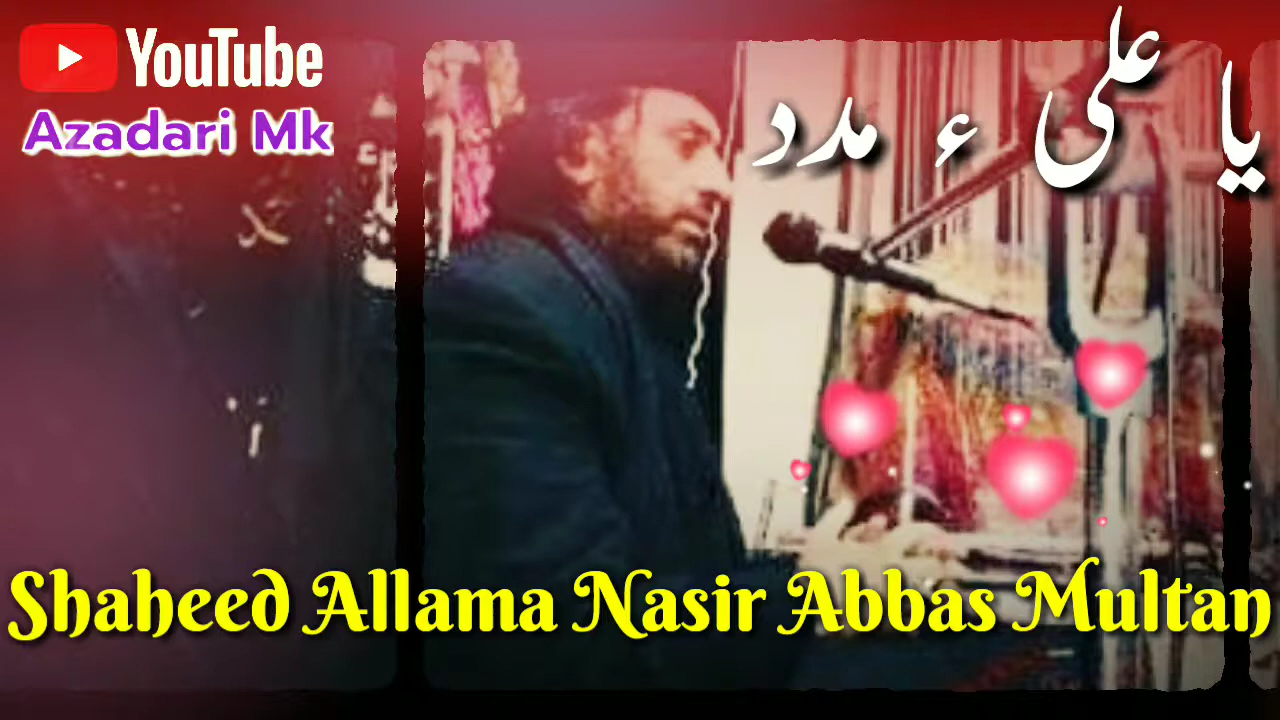 YouTube
Azadari Mk
یا علی ء مدد
Shaheed Allama Nasir Abbas Multan